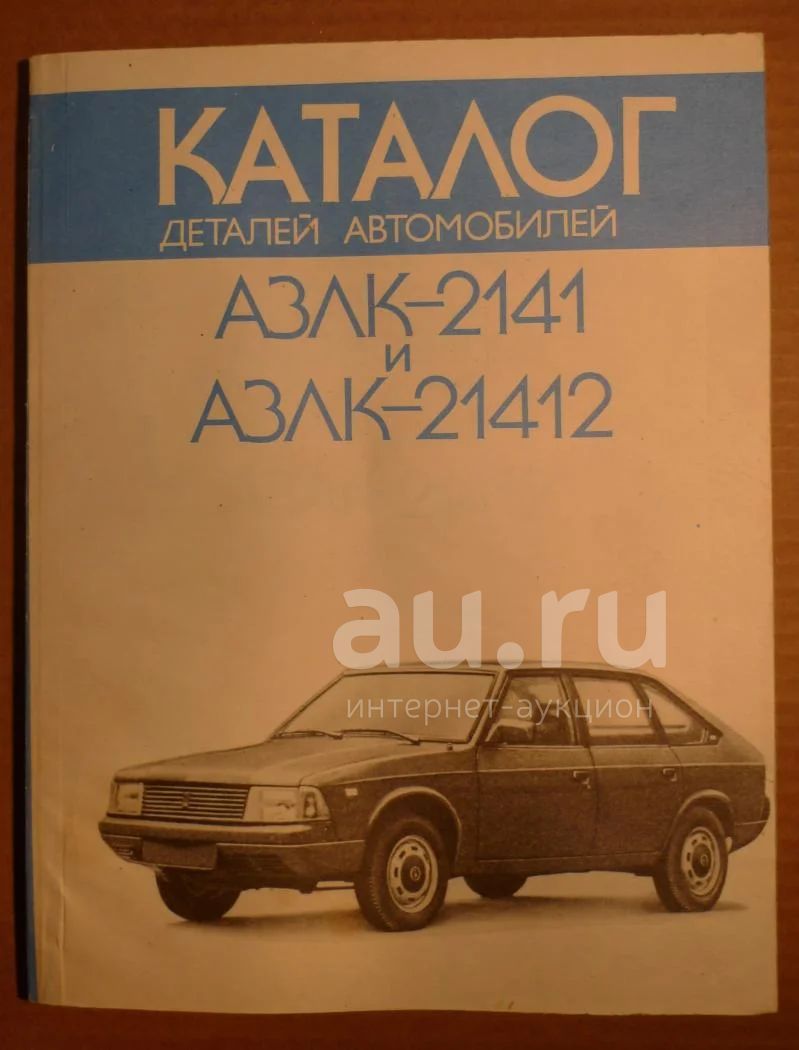 КАТАЛОГ
ДЕТАЛЕЙ АВТОМОБИЛЕЙ
АЗЛК-2141
и
АЗЛК-21412
au.ru
интернет-аукцион